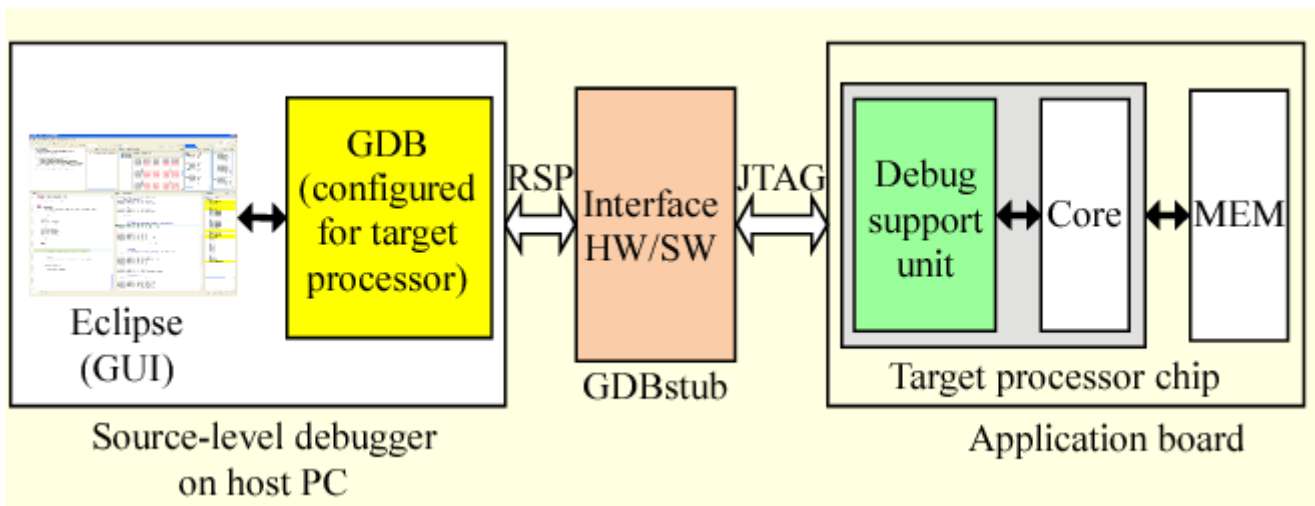 GDB
(configured
for target
processor)
Eclipse
(GUI)
Source-level debugger
on host PC
RSP
Interface
HW/SW
GDBstub
JTAG
Debug
support
unit
Core
MEM
Target processor chip
Application board